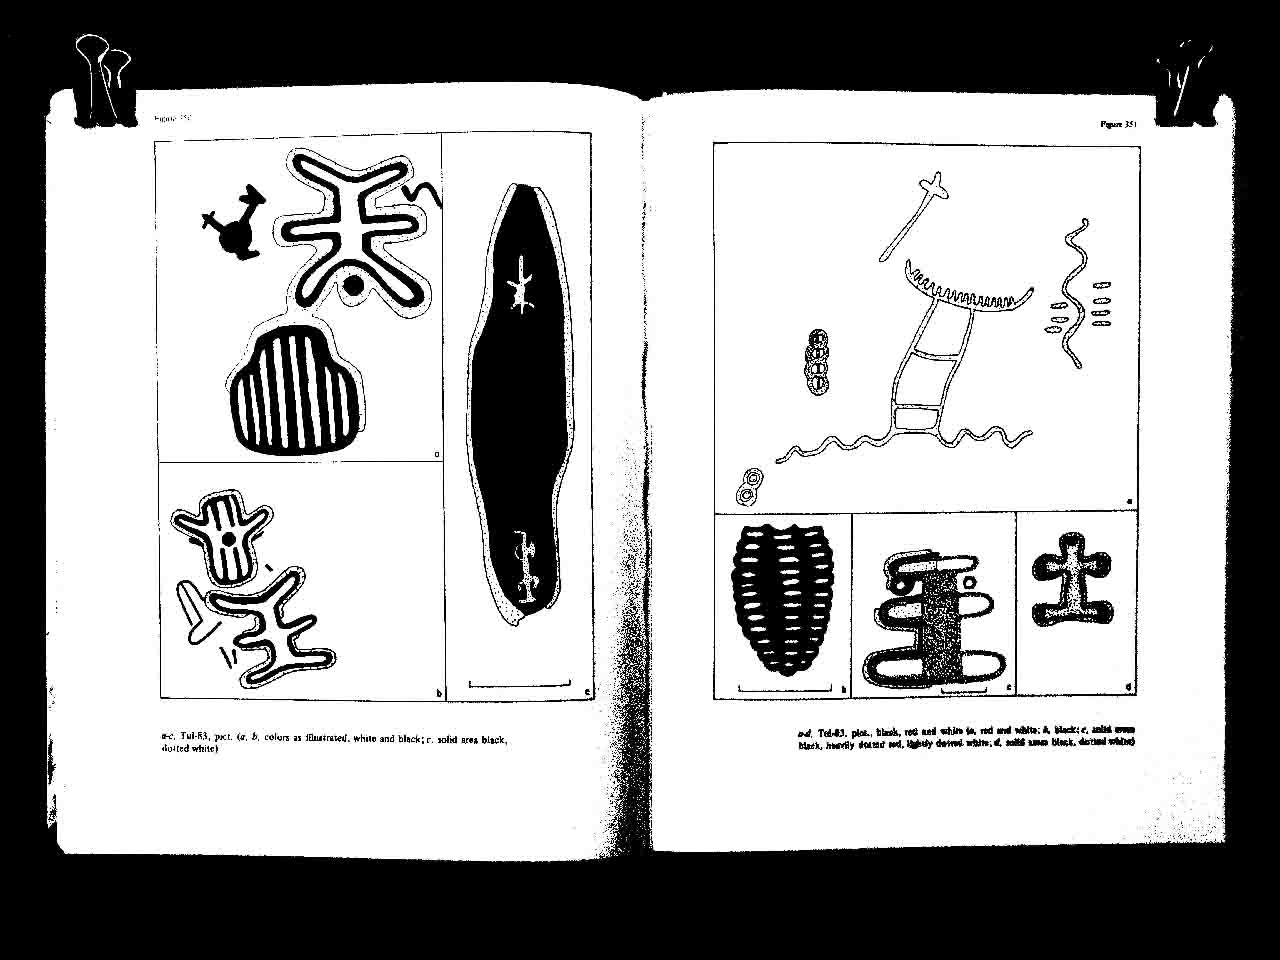 Figure 350
a
b
c
a-c, Tul-83, pict. (a, b, colors as illustrated, white and black; c, solid area black,
dotted white)
Figure 351
a
b
c
d
a-d, Tul-83, pict., black, red and white (a, red and white; b, black; c, solid areas
black, heavily dotted red, lightly dotted white; d, solid areas black, dotted white)